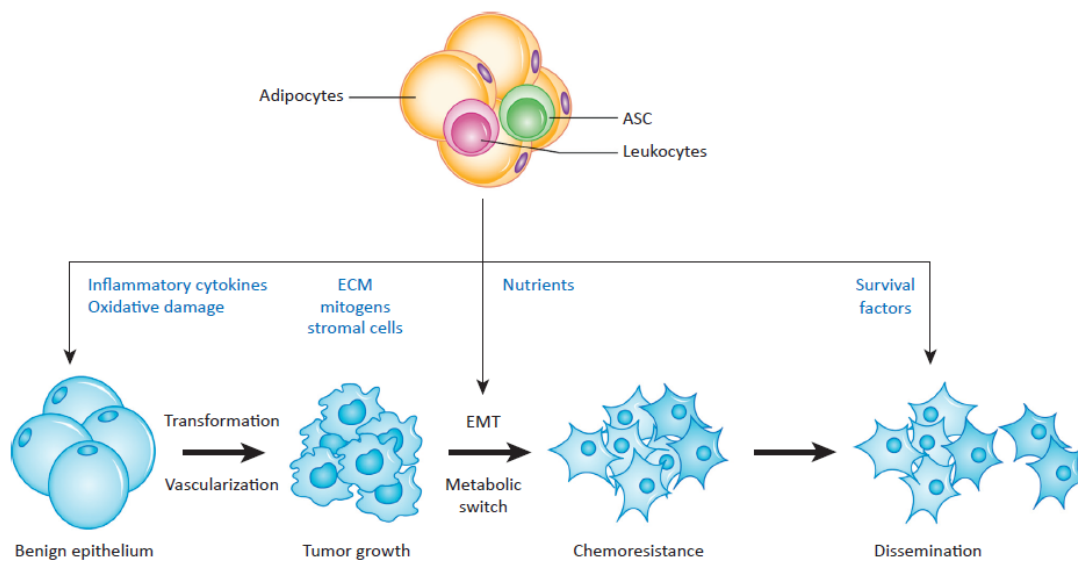 Adipocytes
ASC
Leukocytes
Inflammatory cytokines
Oxidative damage
ECM
mitogens
stromal cells
Nutrients
Survival
factors
Transformation
Vascularization
EMT
Metabolic
switch
Benign epithelium
Tumor growth
Chemoresistance
Dissemination